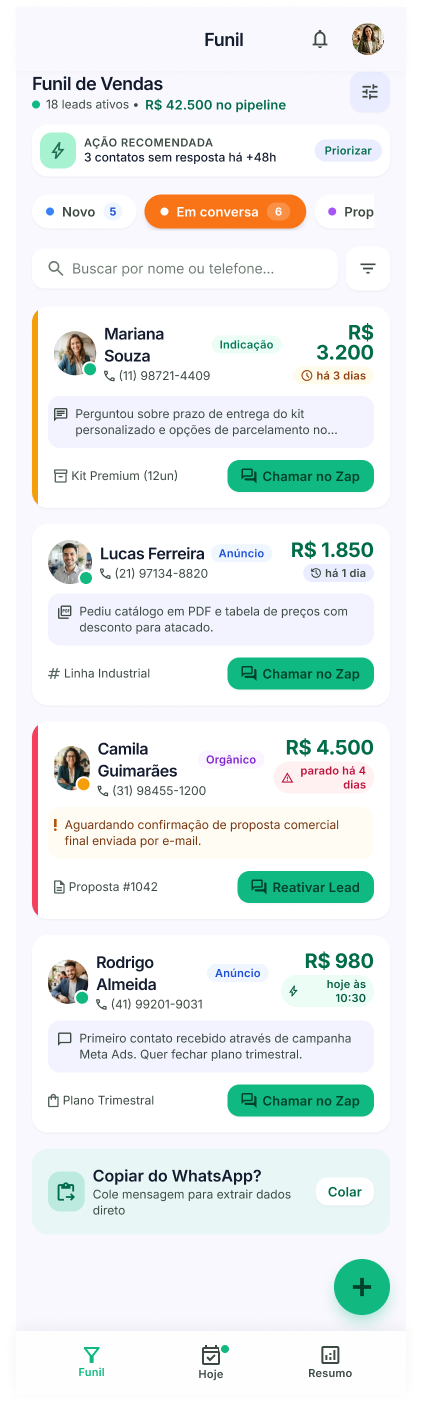 Funil
Funil de Vendas
18 leads ativos • R$ 42.500 no pipeline
AÇÃO RECOMENDADA
3 contatos sem resposta há +48h
Priorizar
Novo 5
Em conversa 6
Prop
Buscar por nome ou telefone...
Mariana
Souza
Indicação
R$
3.200
(11) 98721-4409
há 3 dias
Perguntou sobre prazo de entrega do kit
personalizado e opções de parcelamento no...
Kit Premium (12un)
Chamar no Zap
Lucas Ferreira
Anúncio
R$ 1.850
(21) 97134-8820
há 1 dia
PDF
Pediu catálogo em PDF e tabela de preços com
desconto para atacado.
# Linha Industrial
Chamar no Zap
Camila
Guimarães
Orgânico
R$ 4.500
(31) 98455-1200
parado há 4
dias
Aguardando confirmação de proposta comercial
final enviada por e-mail.
Proposta #1042
Reativar Lead
Rodrigo
Almeida
Anúncio
R$ 980
(41) 99201-9031
hoje às
10:30
Primeiro contato recebido através de campanha
Meta Ads. Quer fechar plano trimestral.
Plano Trimestral
Chamar no Zap
Copiar do WhatsApp?
Cole mensagem para extrair dados
direto
Colar
+
Funil
Hoje
Resumo